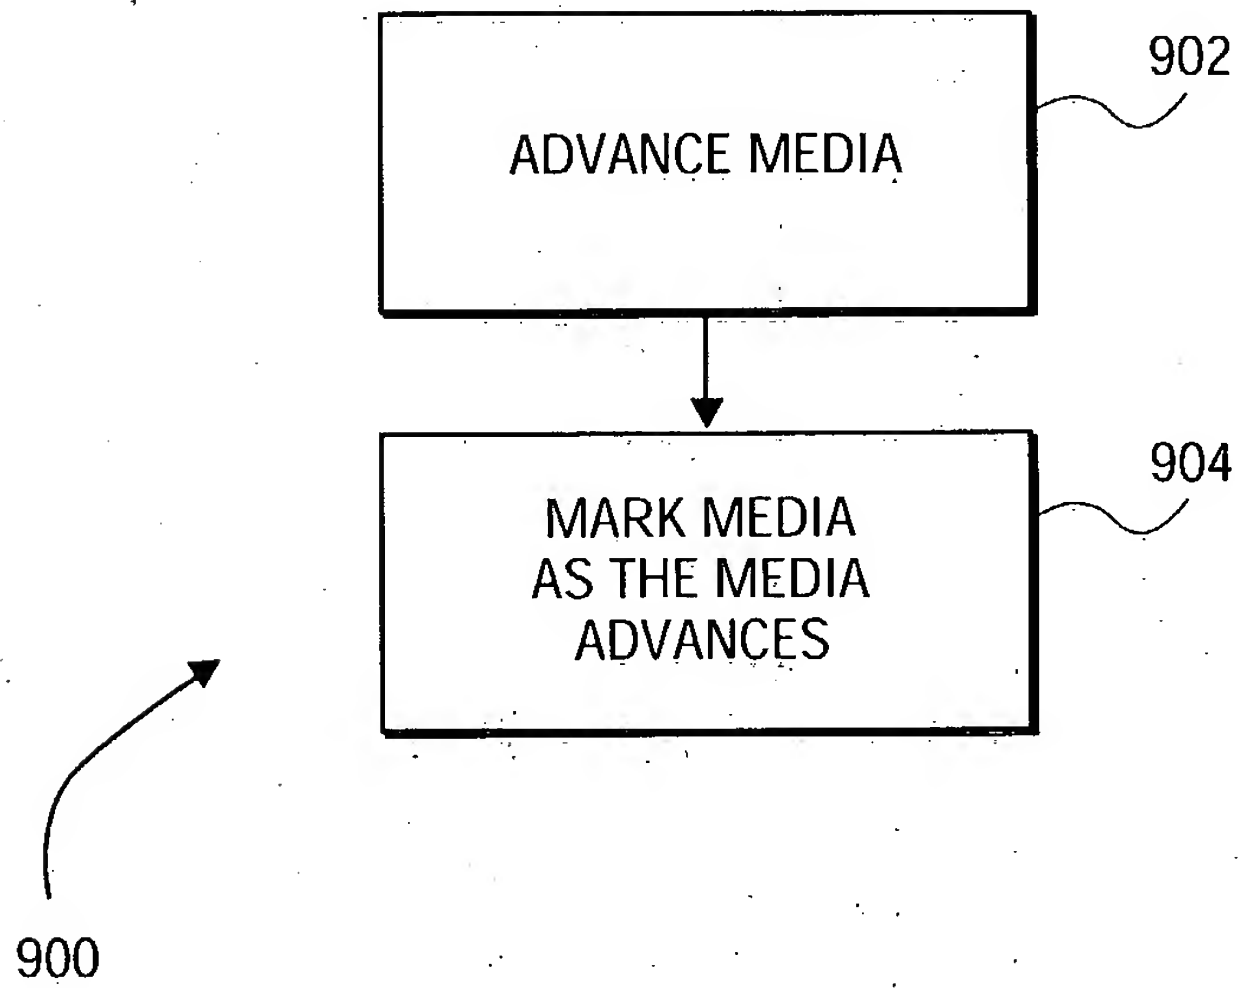 902
ADVANCE MEDIA
904
MARK MEDIA
AS THE MEDIA
ADVANCES
900